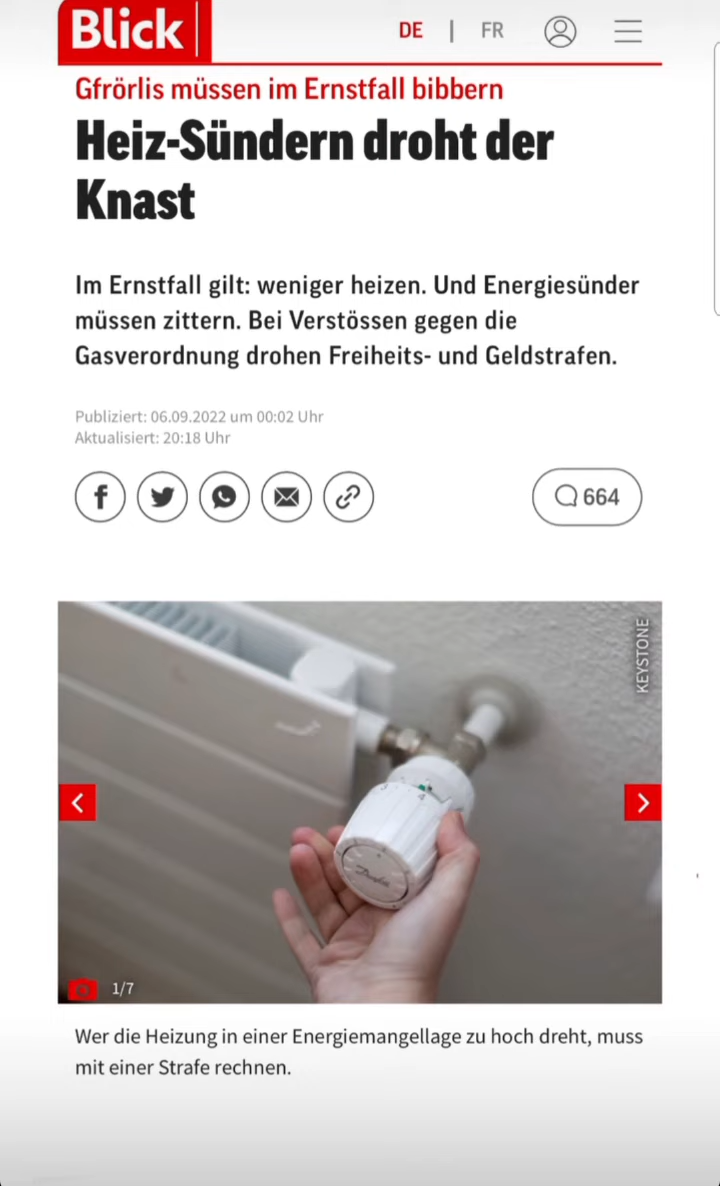 Blick
DE | FR
Gfrörlis müssen im Ernstfall bibbern
Heiz-Sündern droht der
Knast
Im Ernstfall gilt: weniger heizen. Und Energiesünder
müssen zittern. Bei Verstössen gegen die
Gasverordnung drohen Freiheits- und Geldstrafen.
Publiziert: 06.09.2022 um 00:02 Uhr
Aktualisiert: 20:18 Uhr
664
KEYSTONE
3 4
Danfoss
1/7
Wer die Heizung in einer Energiemangellage zu hoch dreht, muss
mit einer Strafe rechnen.